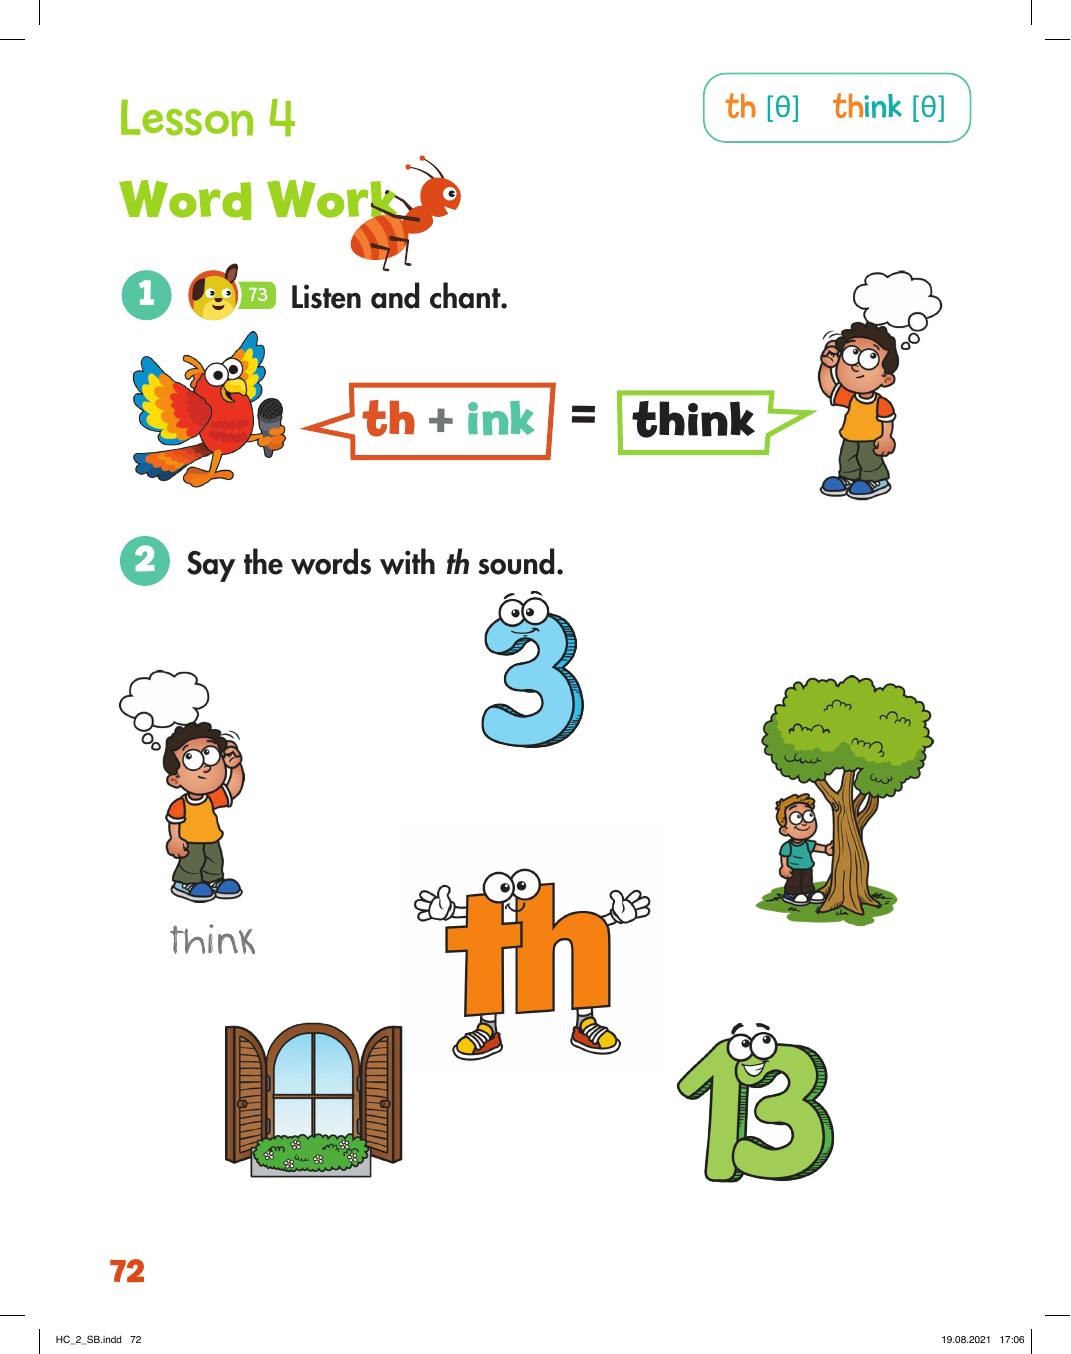 Lesson 4
th [θ] think [θ]
Word Work
1 73 Listen and chant.
th + ink = think
2 Say the words with th sound.
3
think
th
13
72
HC_2_SB.indd 72
19.08.2021 17:06